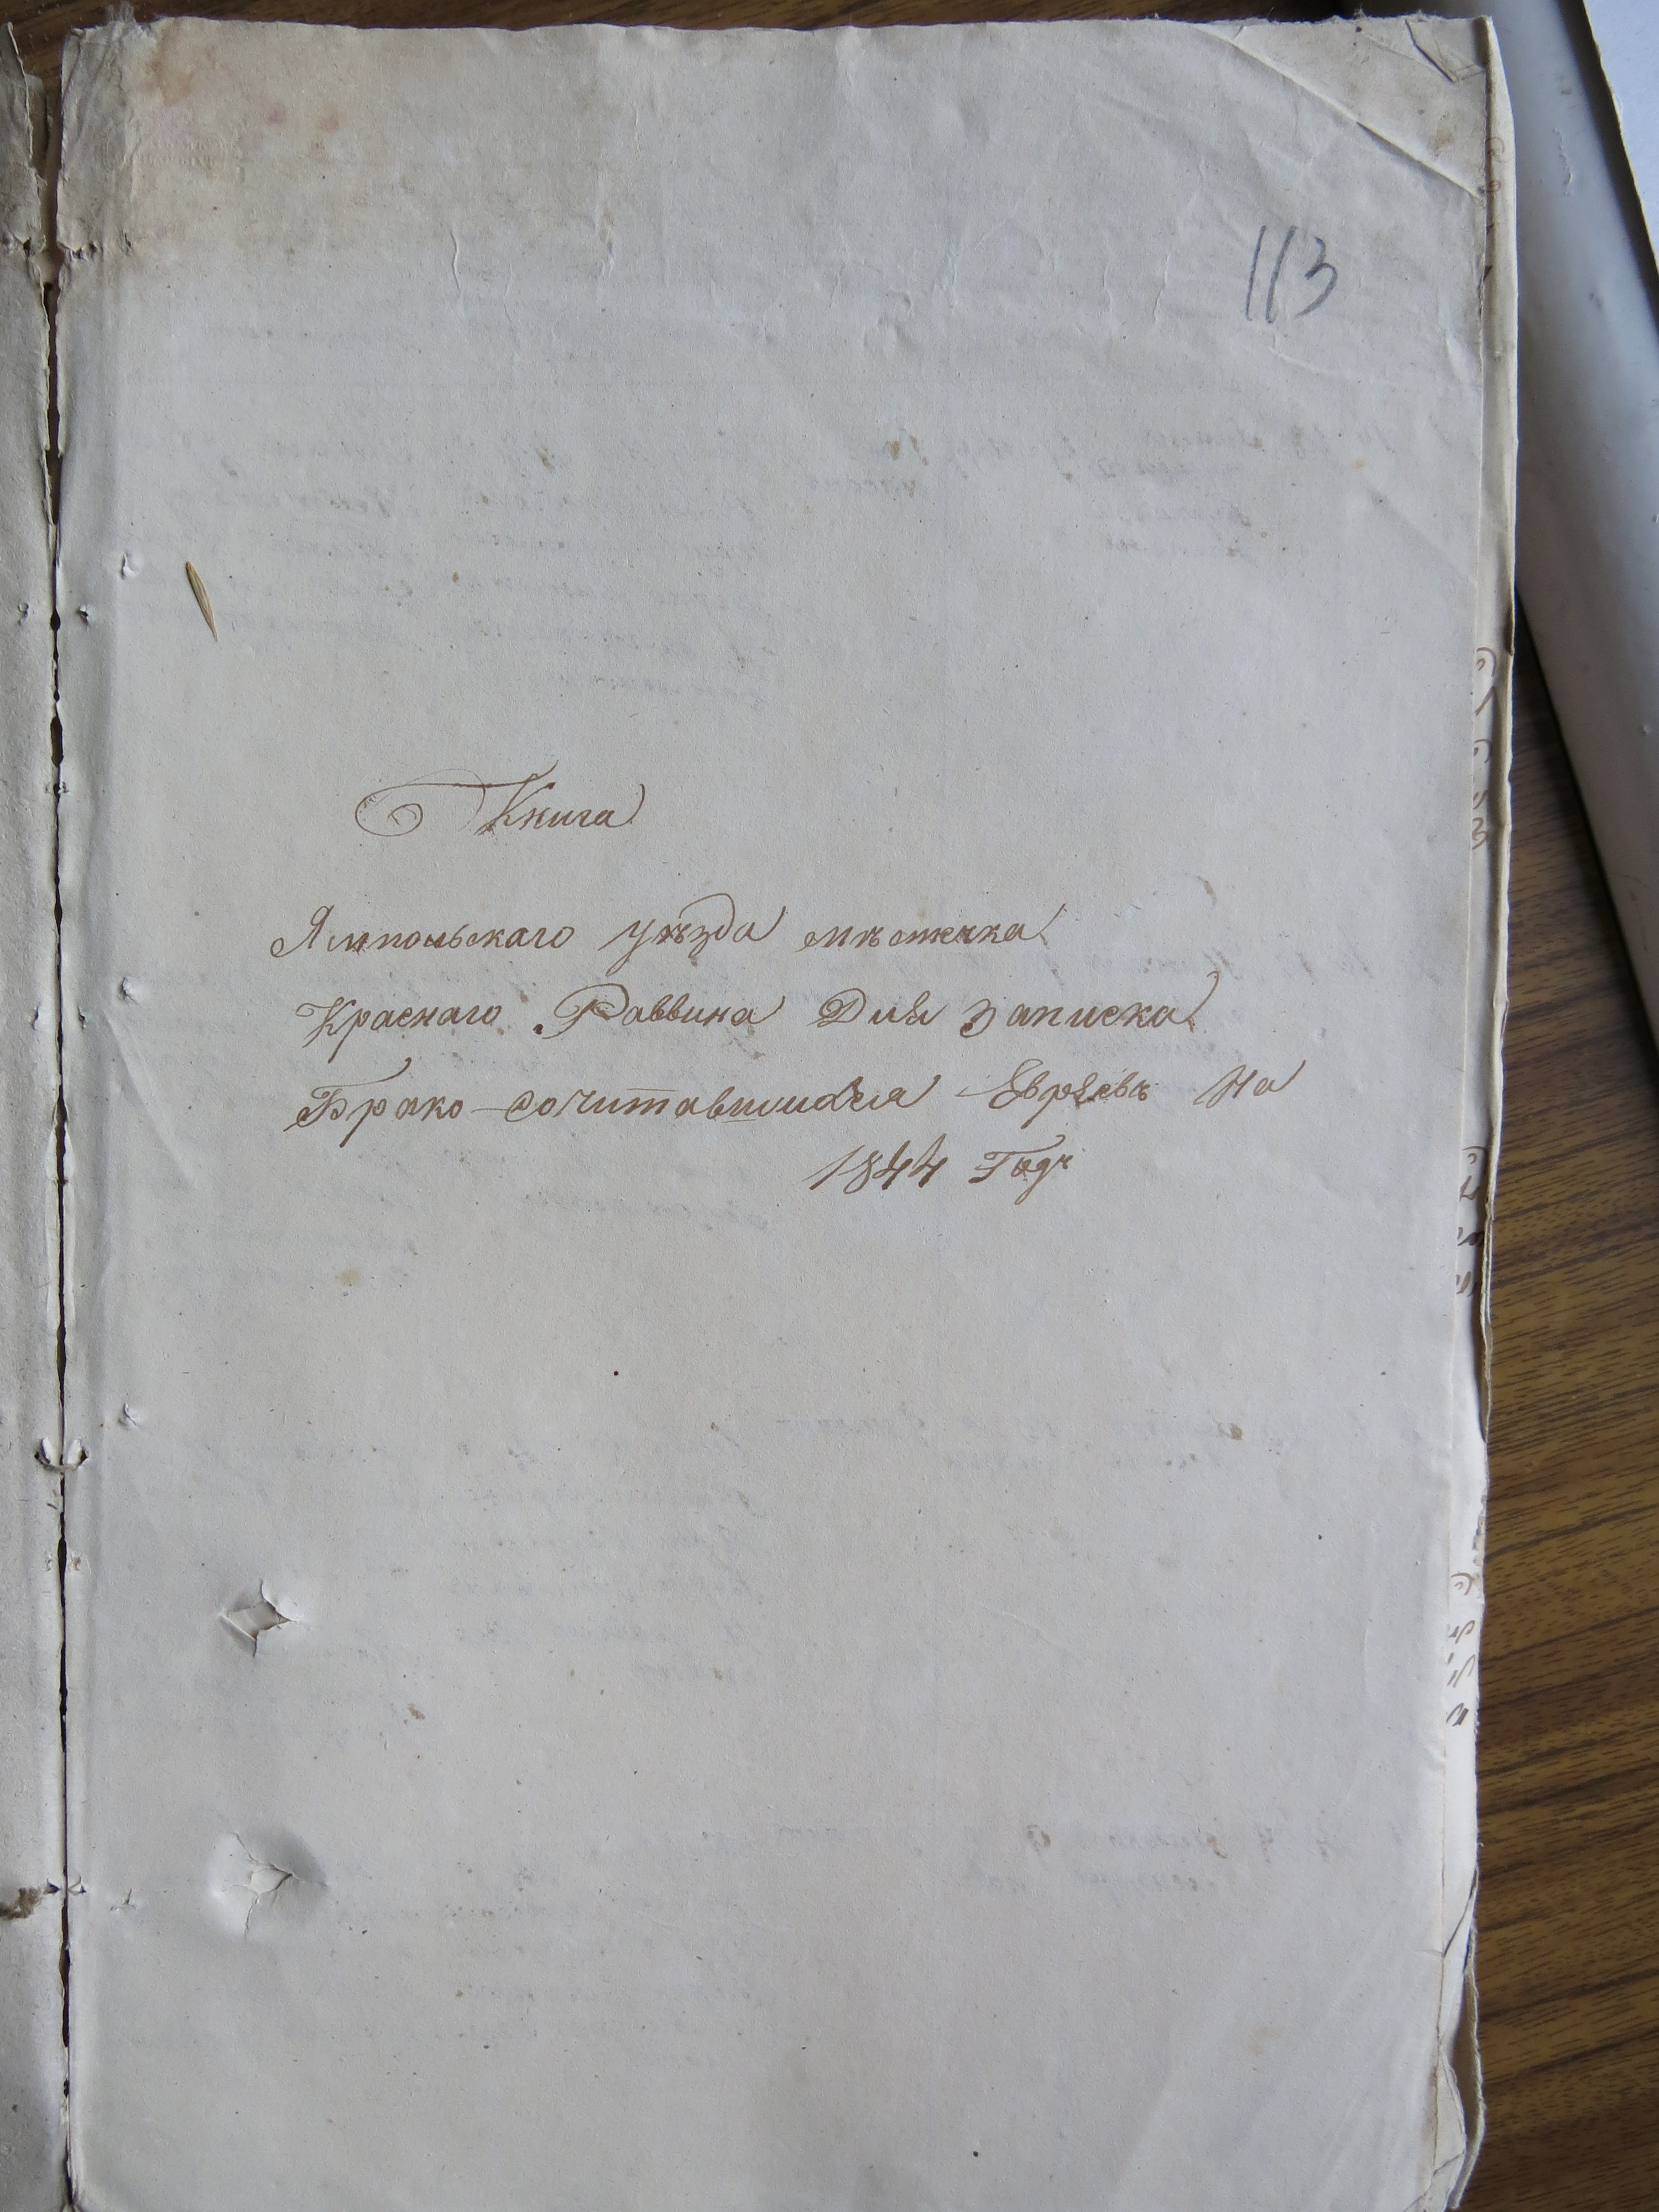 113
Книга
Ямпольскаго уѣзда мѣстечка
Краснаго Раввина Для Записка
Брако-сочитавшихся Евреевъ На
1844 Годъ